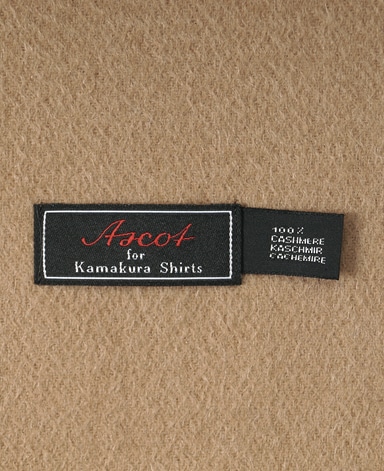 Ascot
for
Kamakura Shirts
100%
CASHMERE
KASCHMIR
CACHEMIRE